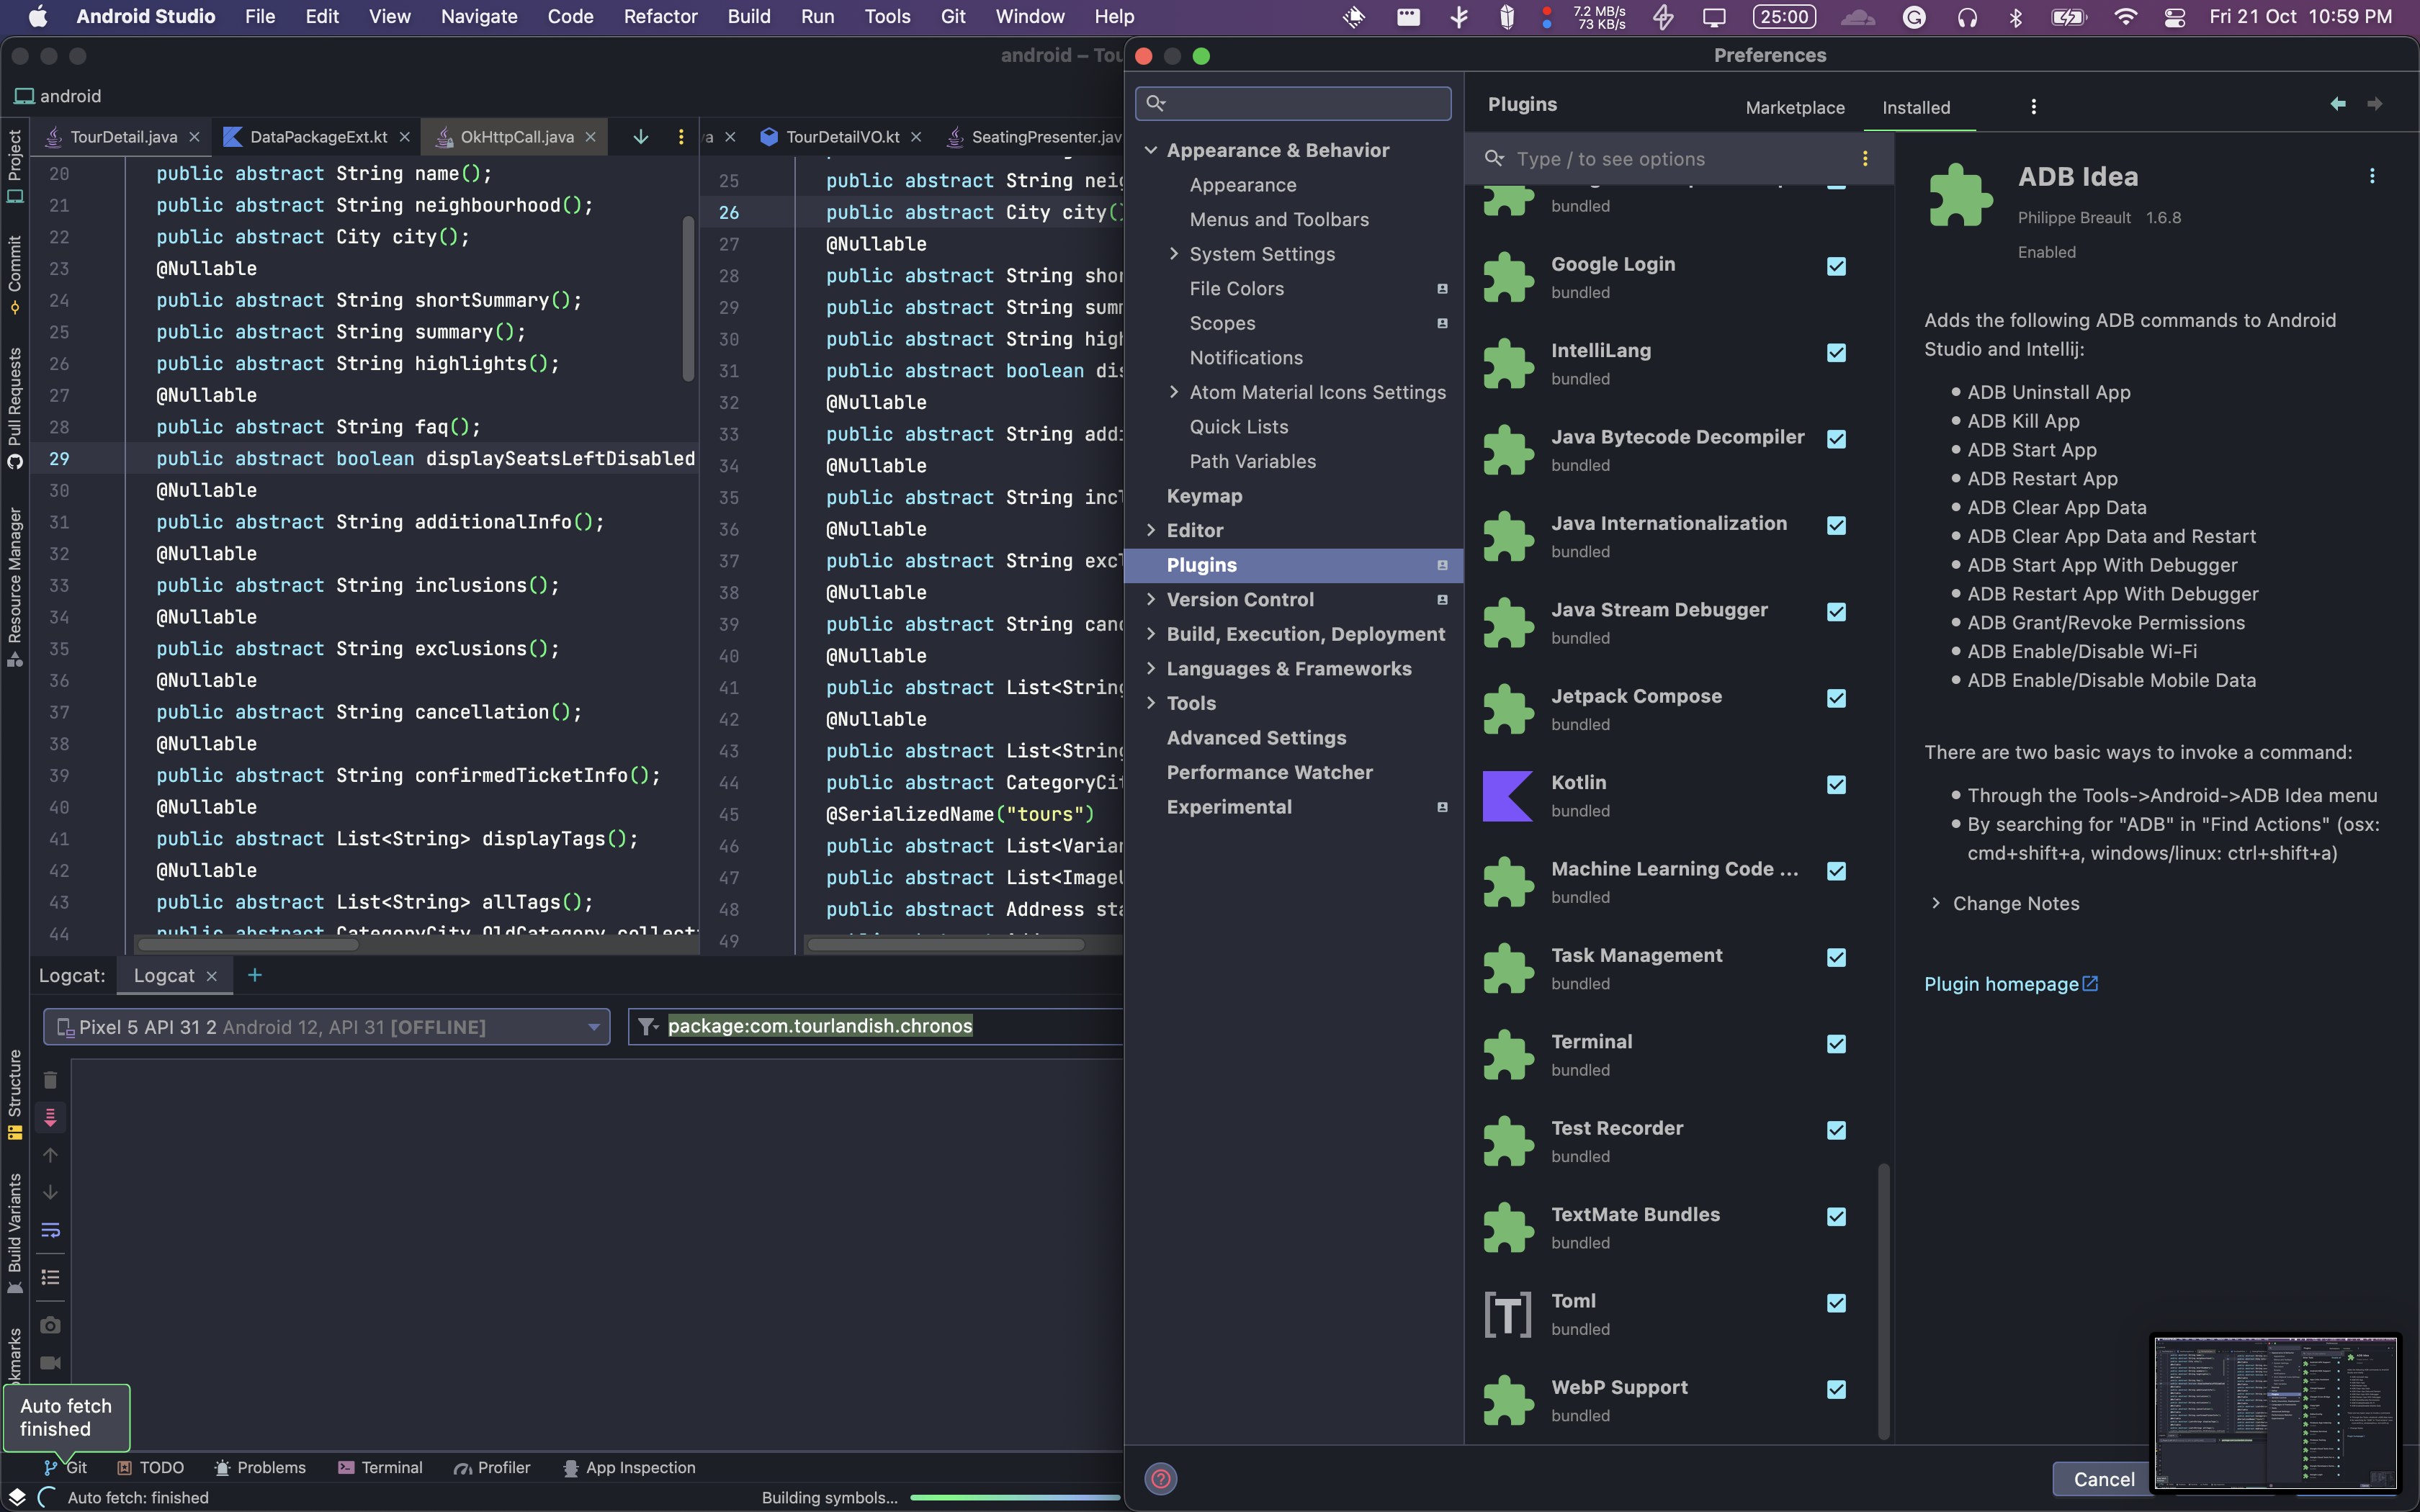 Android Studio File Edit View Navigate Code Refactor Build Run Tools Git Window Help
7.2 MB/s
73 KB/s
25:00
Fri 21 Oct 10:59 PM
android – Tou
android
TourDetail.java
DataPackageExt.kt
OkHttpCall.java
va
TourDetailVO.kt
SeatingPresenter.jav
Project
Commit
Pull Requests
Resource Manager
Structure
Build Variants
okmarks
20 public abstract String name();
21 public abstract String neighbourhood();
22 public abstract City city();
23 @Nullable
24 public abstract String shortSummary();
25 public abstract String summary();
26 public abstract String highlights();
27 @Nullable
28 public abstract String faq();
29 public abstract boolean displaySeatsLeftDisabled
30 @Nullable
31 public abstract String additionalInfo();
32 @Nullable
33 public abstract String inclusions();
34 @Nullable
35 public abstract String exclusions();
36 @Nullable
37 public abstract String cancellation();
38 @Nullable
39 public abstract String confirmedTicketInfo();
40 @Nullable
41 public abstract List<String> displayTags();
42 @Nullable
43 public abstract List<String> allTags();
44 public abstract CategoryCity.OldCategory collect
25 public abstract String neig
26 public abstract City city()
27 @Nullable
28 public abstract String shor
29 public abstract String summ
30 public abstract String high
31 public abstract boolean dis
32 @Nullable
33 public abstract String addi
34 @Nullable
35 public abstract String incl
36 @Nullable
37 public abstract String excl
38 @Nullable
39 public abstract String canc
40 @Nullable
41 public abstract List<String
42 @Nullable
43 public abstract List<String
44 public abstract CategoryCit
45 @SerializedName("tours")
46 public abstract List<Varian
47 public abstract List<ImageU
48 public abstract Address sta
49
Logcat: Logcat
Pixel 5 API 31 2 Android 12, API 31 [OFFLINE]
package:com.tourlandish.chronos
Auto fetch
finished
Git TODO Problems Terminal Profiler App Inspection
Auto fetch: finished
Building symbols...
Preferences
Appearance & Behavior
Appearance
Menus and Toolbars
System Settings
File Colors
Scopes
Notifications
Atom Material Icons Settings
Quick Lists
Path Variables
Keymap
Editor
Plugins
Version Control
Build, Execution, Deployment
Languages & Frameworks
Tools
Advanced Settings
Performance Watcher
Experimental
Plugins
Marketplace
Installed
Type / to see options
bundled
Google Login
bundled
IntelliLang
bundled
Java Bytecode Decompiler
bundled
Java Internationalization
bundled
Java Stream Debugger
bundled
Jetpack Compose
bundled
Kotlin
bundled
Machine Learning Code ...
bundled
Task Management
bundled
Terminal
bundled
Test Recorder
bundled
TextMate Bundles
bundled
[T]
Toml
bundled
WebP Support
bundled
ADB Idea
Philippe Breault 1.6.8
Enabled
Adds the following ADB commands to Android
Studio and Intellij:
• ADB Uninstall App
• ADB Kill App
• ADB Start App
• ADB Restart App
• ADB Clear App Data
• ADB Clear App Data and Restart
• ADB Start App With Debugger
• ADB Restart App With Debugger
• ADB Grant/Revoke Permissions
• ADB Enable/Disable Wi-Fi
• ADB Enable/Disable Mobile Data
There are two basic ways to invoke a command:
• Through the Tools->Android->ADB Idea menu
• By searching for "ADB" in "Find Actions" (osx:
cmd+shift+a, windows/linux: ctrl+shift+a)
Change Notes
Plugin homepage
Cancel